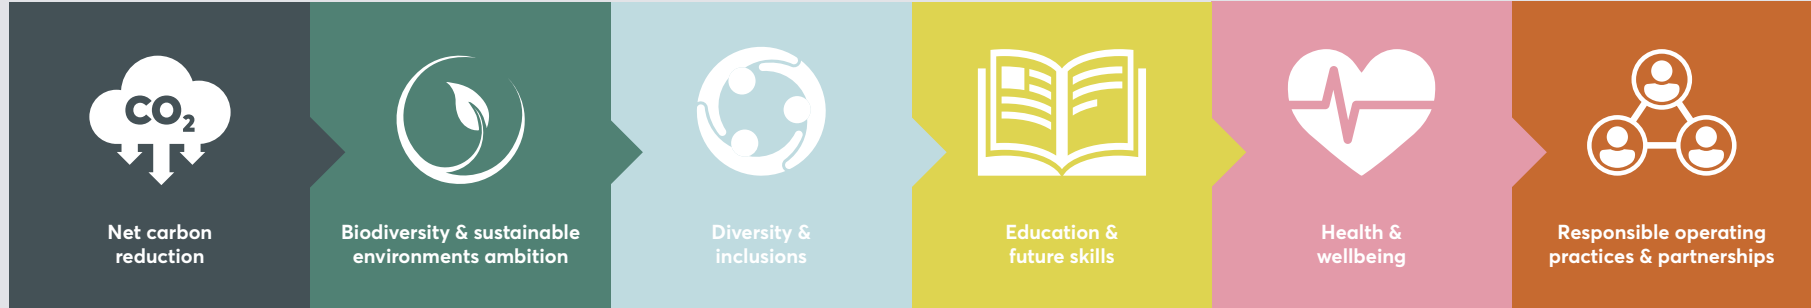 CO2
Net carbon
reduction
Biodiversity & sustainable
environments ambition
Diversity &
inclusions
Education &
future skills
Health &
wellbeing
Responsible operating
practices & partnerships